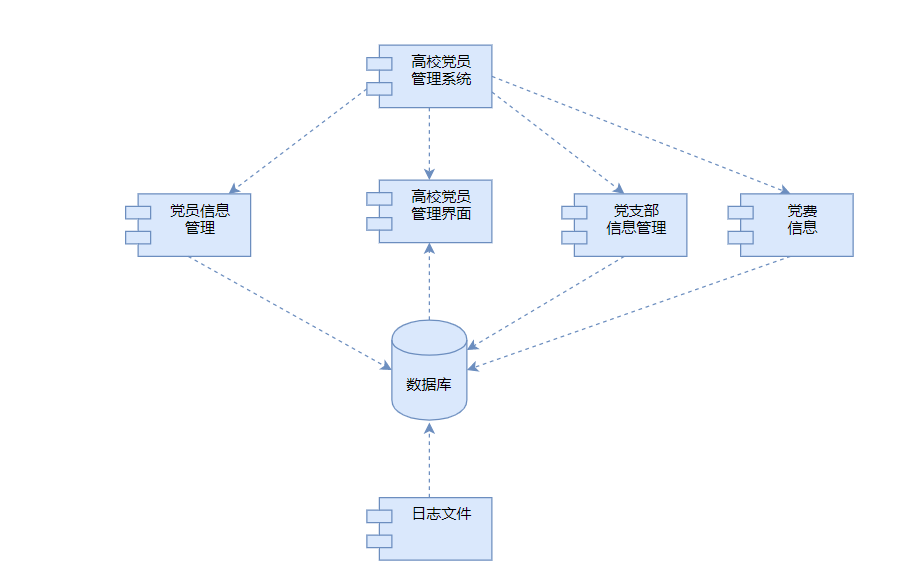 高校党员
管理系统
党员信息
管理
高校党员
管理界面
党支部
信息管理
党费
信息
数据库
日志文件